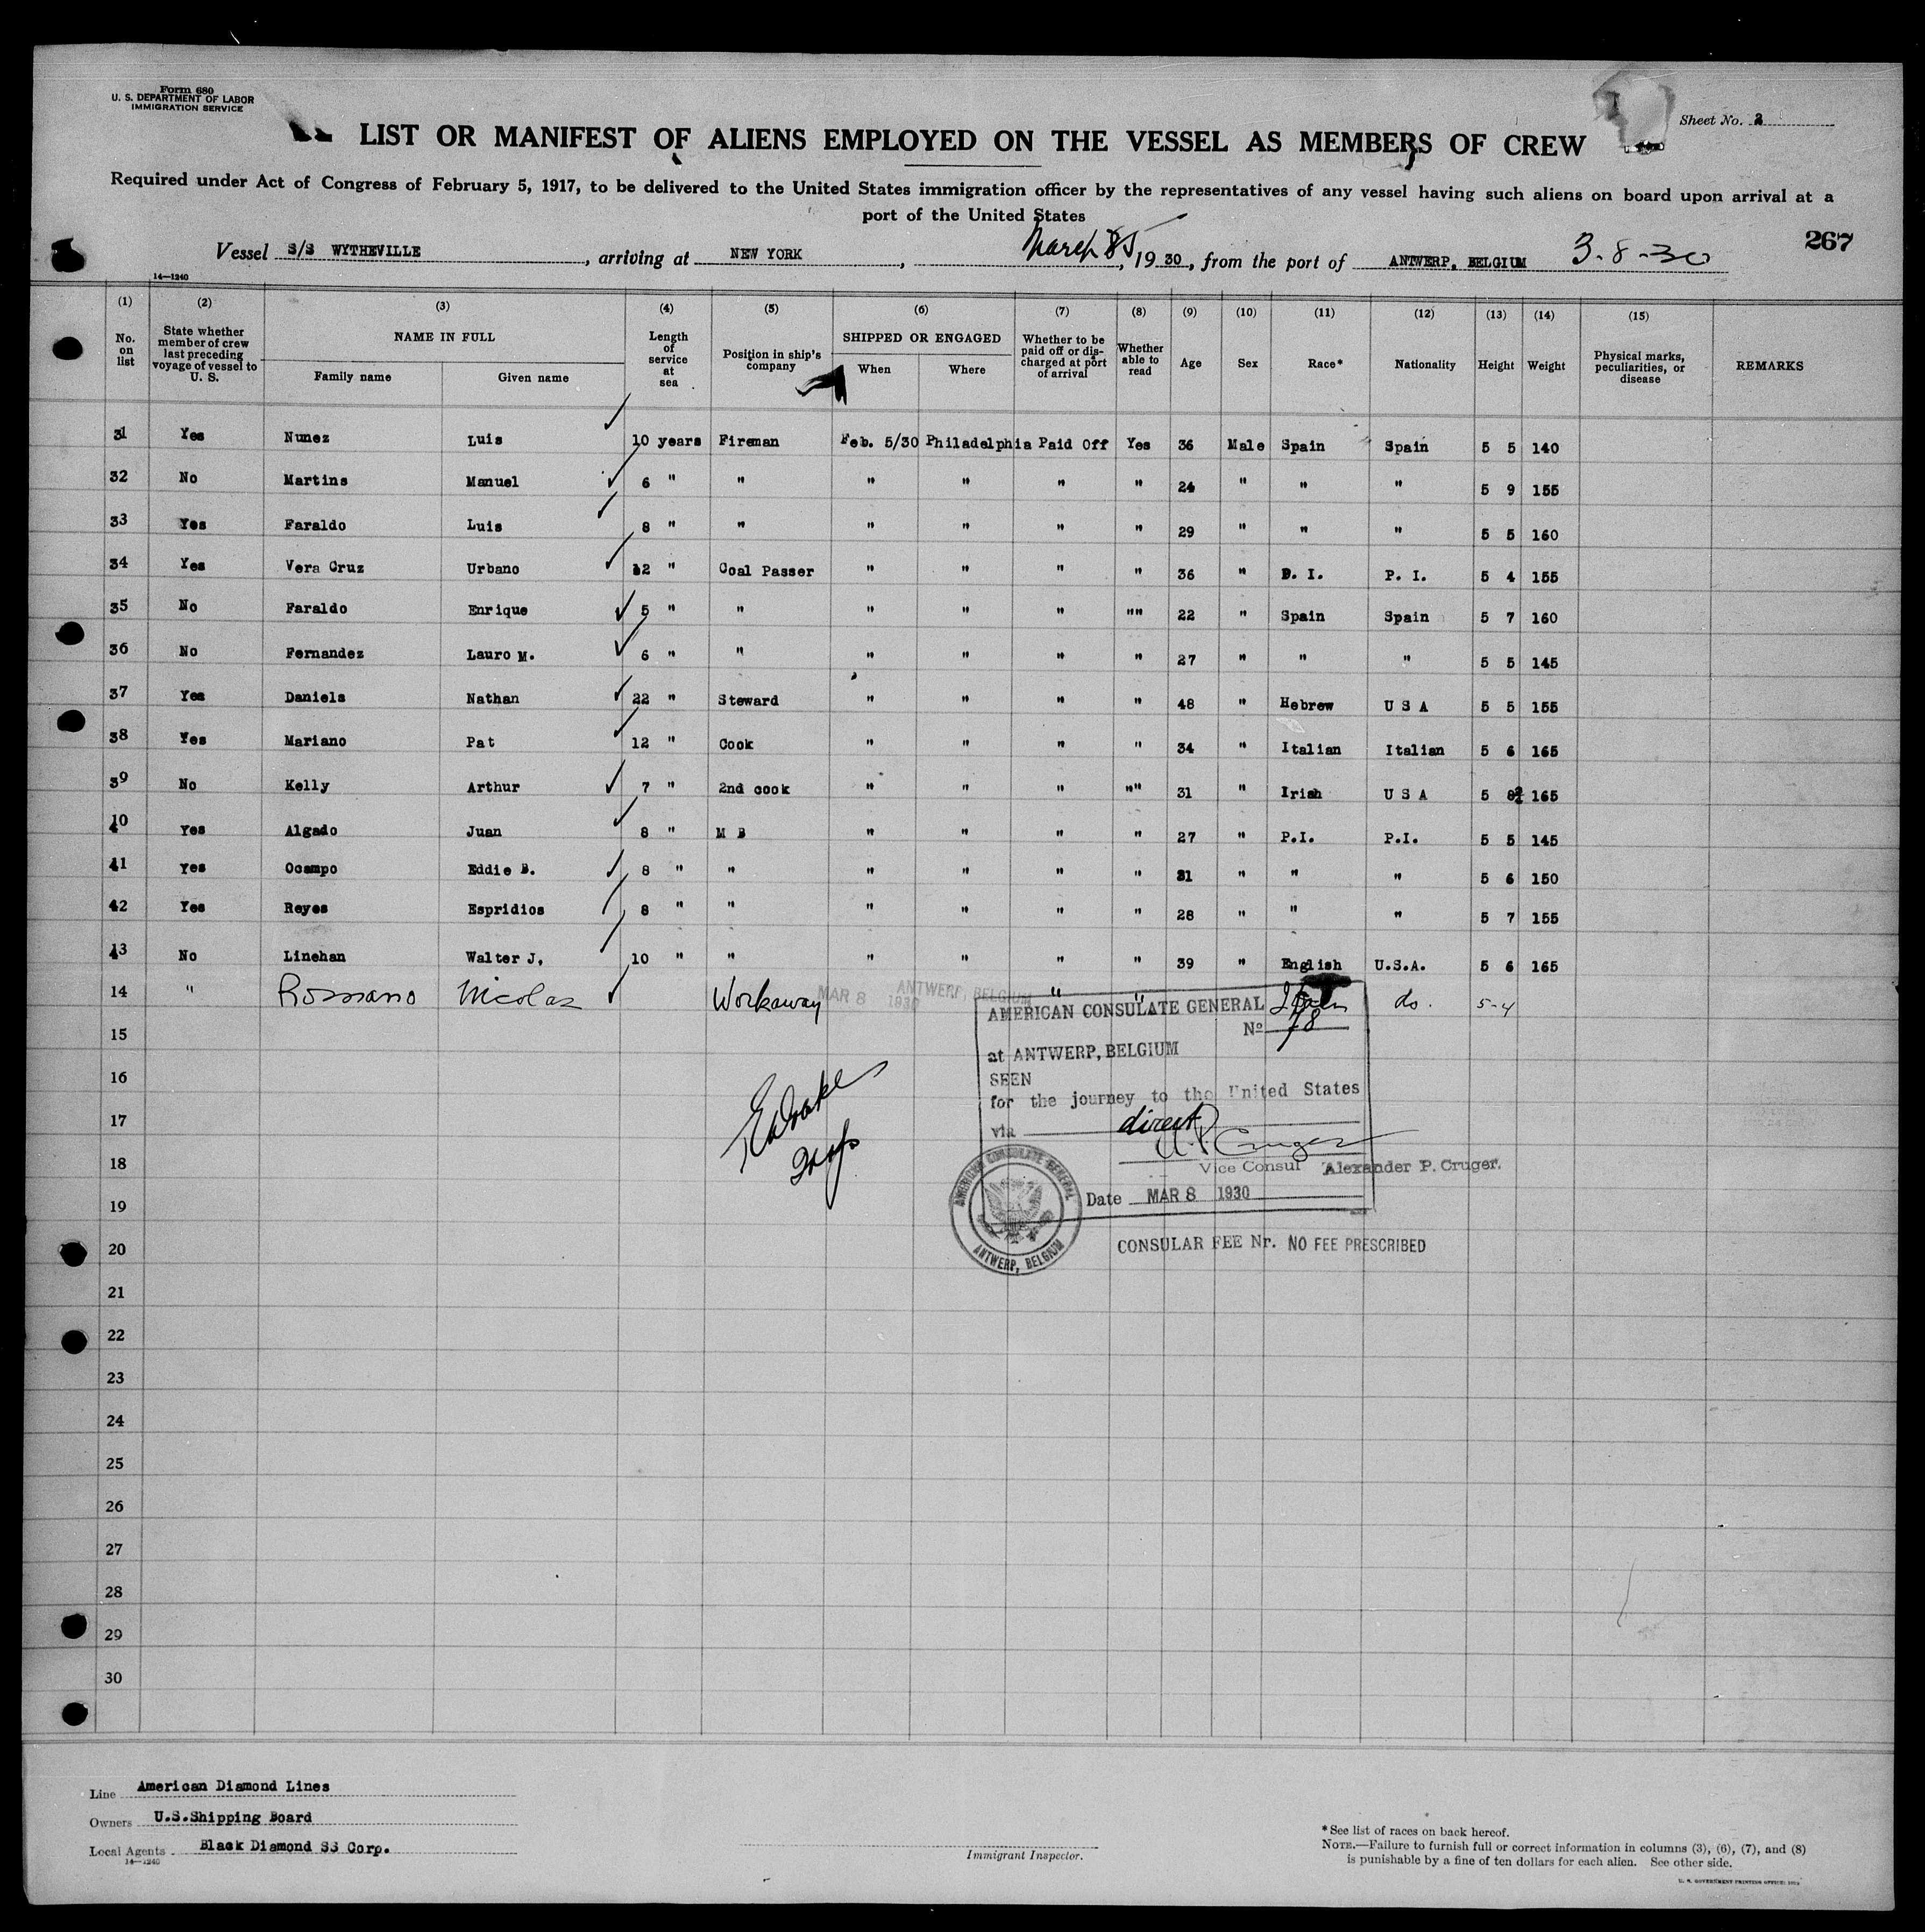 Form 680
U. S. DEPARTMENT OF LABOR
IMMIGRATION SERVICE
Sheet No. 2
LIST OR MANIFEST OF ALIENS EMPLOYED ON THE VESSEL AS MEMBERS OF CREW
Required under Act of Congress of February 5, 1917, to be delivered to the United States immigration officer by the representatives of any vessel having such aliens on board upon arrival at a
port of the United States
267
Vessel S/S WYTHEVILLE, arriving at NEW YORK, March, 1930, from the port of ANTWERP, BELGIUM 3-8-30
14-1240
(1) (2) (3) (4) (5) (6) (7) (8) (9) (10) (11) (12) (13) (14) (15)
No. on list State whether member of crew last preceding voyage of vessel to U. S. NAME IN FULL Family name Given name Length of service at sea Position in ship's company SHIPPED OR ENGAGED When Where Whether to be paid off or discharged at port of arrival Whether able to read Age Sex Race* Nationality Height Weight Physical marks, peculiarities, or disease REMARKS
31 Yes Nunez Luis 10 years Fireman Feb. 5/30 Philadelphia Paid Off Yes 36 Male Spain Spain 5 5 140
32 No Martins Manuel 6 " " " " " " 24 " " " 5 9 155
33 Yes Faraldo Luis 8 " " " " " " 29 " " " 5 5 160
34 Yes Vera Cruz Urbano 12 " Coal Passer " " " " 36 " P. I. P. I. 5 4 155
35 No Faraldo Enrique 5 " " " " " "" 22 " Spain Spain 5 7 160
36 No Fernandez Lauro M. 6 " " " " " " 27 " " " 5 5 145
37 Yes Daniels Nathan 22 " Steward " " " " 48 " Hebrew U S A 5 5 155
38 Yes Mariano Pat 12 " Cook " " " " 34 " Italian Italian 5 6 165
39 No Kelly Arthur 7 " 2nd cook " " " "" 31 " Irish U S A 5 165
40 Yes Algado Juan 8 " M B " " " " 27 " P.I. P.I. 5 5 145
41 Yes Ocampo Eddie B. 8 " " " " " " 31 " " " 5 6 150
42 Yes Reyes Espridios 8 " " " " " " 28 " " " 5 7 155
43 No Linehan Walter J. 10 " " " " " " 39 " English U.S.A. 5 6 165
14 " Romano Nicolas Workaway MAR 8 1930 ANTWERP, BELGIUM " " Italian do. 5-4
15
16
17
18
19
20
21
22
23
24
25
26
27
28
29
30
AMERICAN CONSULATE GENERAL
No 78
at ANTWERP, BELGIUM
SEEN
for the journey to the United States
via direct
A. P. Cruger
Vice Consul Alexander P. Cruger.
Date MAR 8 1930
AMERICAN CONSULATE GENERAL
ANTWERP, BELGIUM
CONSULAR FEE Nr. NO FEE PRESCRIBED
Line American Diamond Lines
Owners U.S.Shipping Board
Local Agents Black Diamond SS Corp.
14-1240
Immigrant Inspector.
* See list of races on back hereof.
NOTE.—Failure to furnish full or correct information in columns (3), (6), (7), and (8)
is punishable by a fine of ten dollars for each alien. See other side.